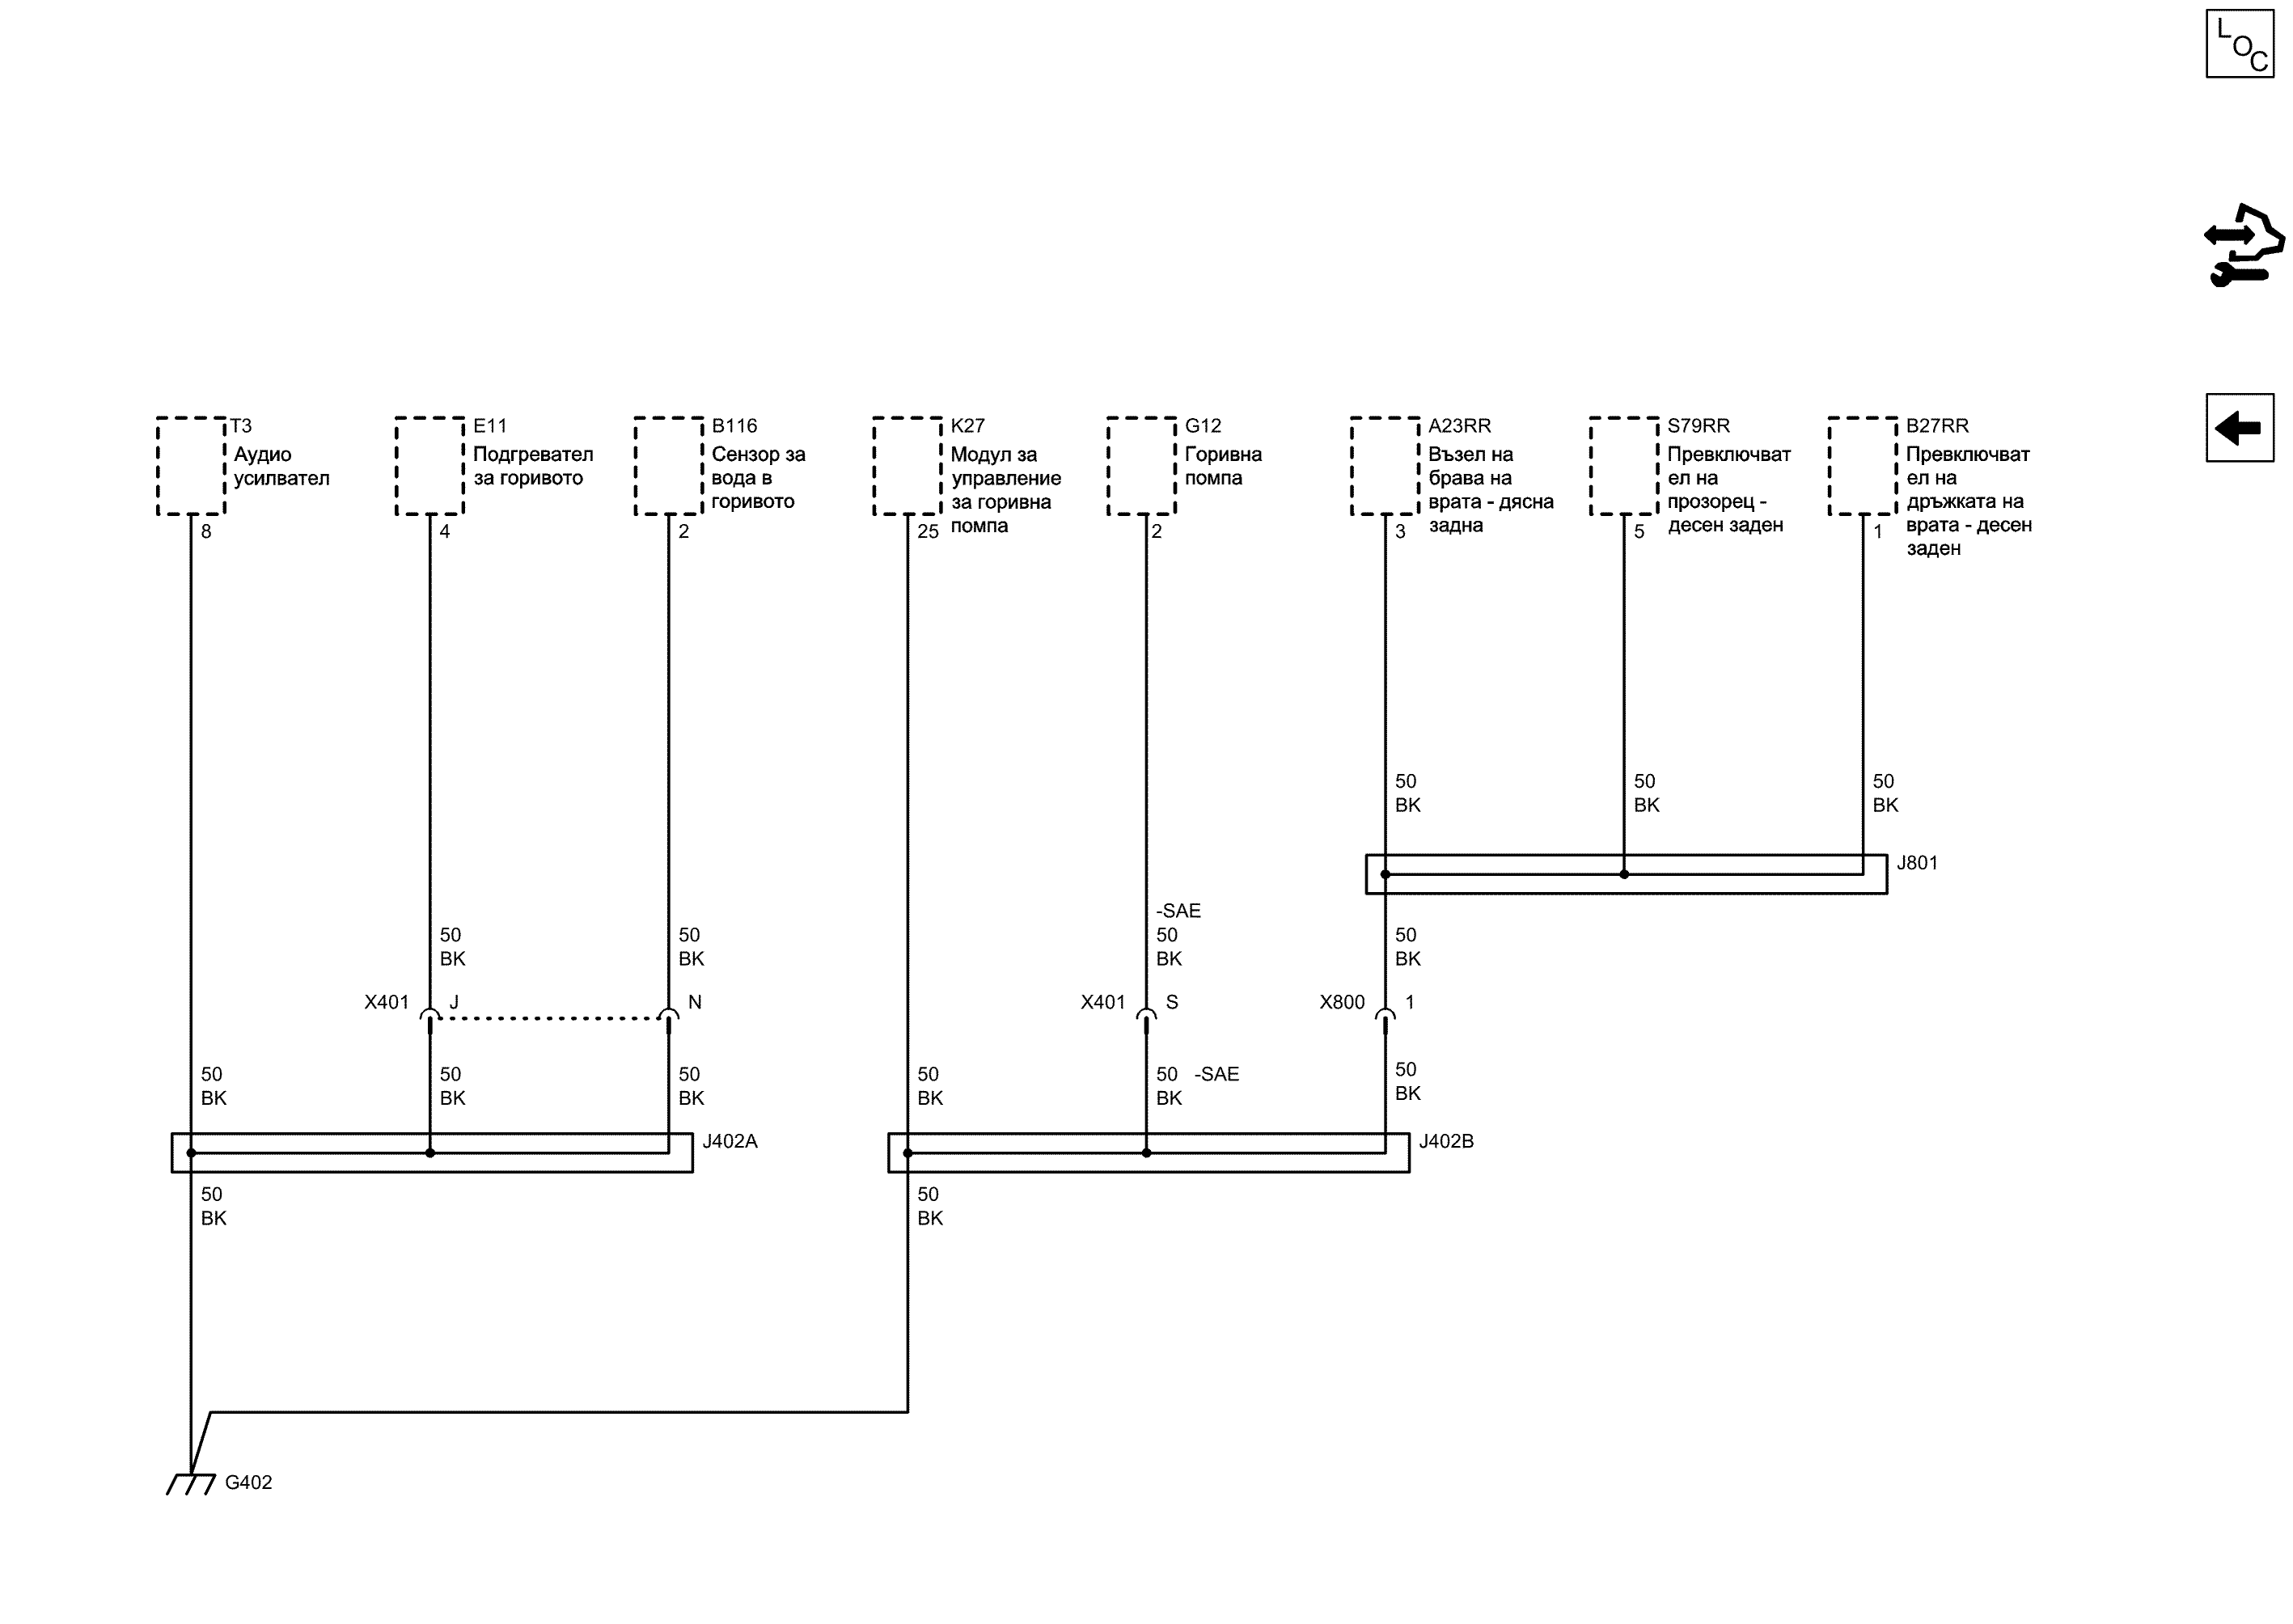 LOC
T3
Аудио
усилвател
8
E11
Подгревател
за горивото
4
B116
Сензор за
вода в
горивото
2
K27
Модул за
управление
за горивна
помпа
25
G12
Горивна
помпа
2
A23RR
Възел на
брава на
врата - дясна
задна
3
S79RR
Превключват
ел на
прозорец -
десен заден
5
B27RR
Превключват
ел на
дръжката на
врата - десен
заден
1
50
BK
50
BK
50
BK
J801
50
BK
50
BK
-SAE
50
BK
50
BK
X401
J
N
X401
S
X800
1
50
BK
50
BK
50
BK
50
BK
50 -SAE
BK
50
BK
J402A
J402B
50
BK
50
BK
G402